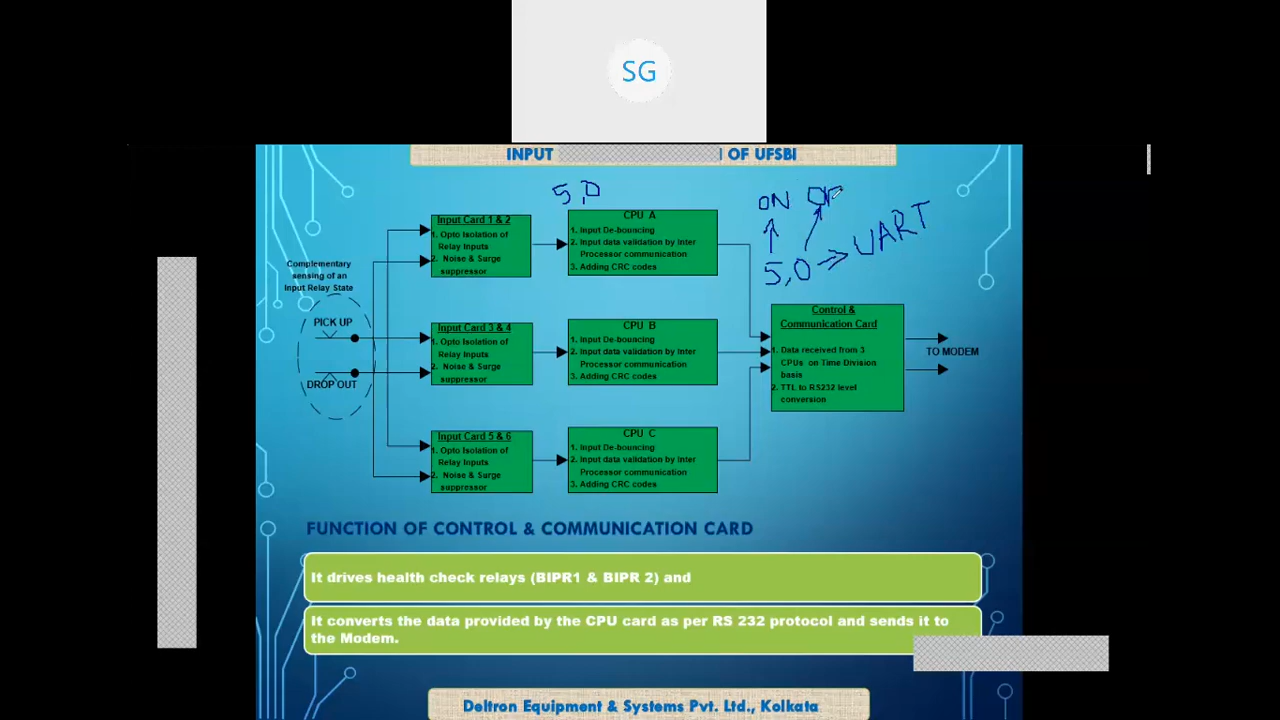 SG
INPUT OF UFSBI
5,0
ON OF
5,0 ⇒ UART
Complementary
sensing of an
Input Relay State
PICK UP
DROP OUT
Input Card 1 & 2
1. Opto Isolation of
Relay Inputs
2. Noise & Surge
suppressor
CPU A
1. Input De-bouncing
2. Input data validation by Inter
Processor communication
3. Adding CRC codes
Input Card 3 & 4
1. Opto Isolation of
Relay Inputs
2. Noise & Surge
suppressor
CPU B
1. Input De-bouncing
2. Input data validation by Inter
Processor communication
3. Adding CRC codes
Input Card 5 & 6
1. Opto Isolation of
Relay Inputs
2. Noise & Surge
suppressor
CPU C
1. Input De-bouncing
2. Input data validation by Inter
Processor communication
3. Adding CRC codes
Control &
Communication Card
1. Data received from 3
CPUs on Time Division
basis
2. TTL to RS232 level
conversion
TO MODEM
FUNCTION OF CONTROL & COMMUNICATION CARD
It drives health check relays (BIPR1 & BIPR 2) and
It converts the data provided by the CPU card as per RS 232 protocol and sends it to
the Modem.
Deltron Equipment & Systems Pvt. Ltd., Kolkata